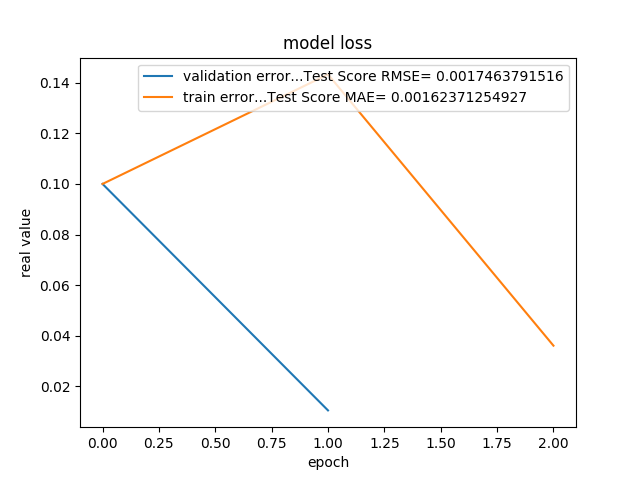 model loss
validation error...Test Score RMSE= 0.0017463791516
train error...Test Score MAE= 0.00162371254927
0.14
0.12
0.10
0.08
0.06
0.04
0.02
real value
0.00 0.25 0.50 0.75 1.00 1.25 1.50 1.75 2.00
epoch